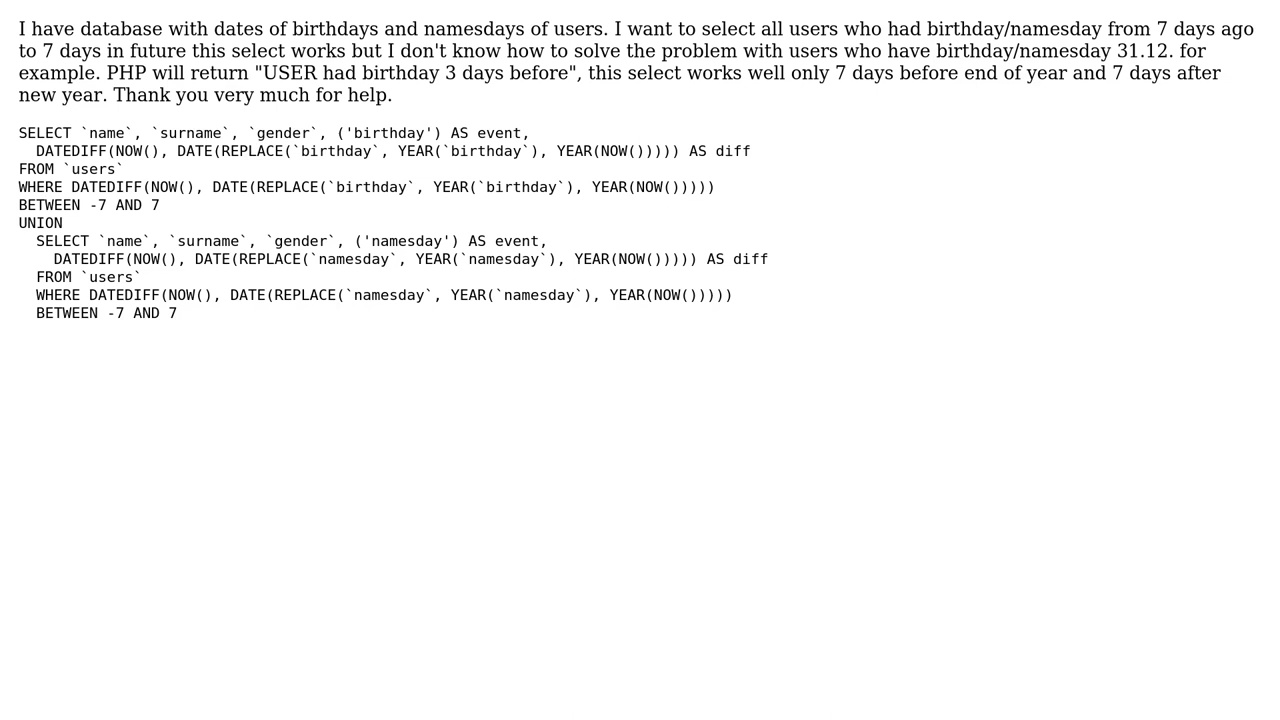 I have database with dates of birthdays and namesdays of users. I want to select all users who had birthday/namesday from 7 days ago
to 7 days in future this select works but I don't know how to solve the problem with users who have birthday/namesday 31.12. for
example. PHP will return "USER had birthday 3 days before", this select works well only 7 days before end of year and 7 days after
new year. Thank you very much for help.
SELECT `name`, `surname`, `gender`, ('birthday') AS event,
  DATEDIFF(NOW(), DATE(REPLACE(`birthday`, YEAR(`birthday`), YEAR(NOW())))) AS diff
FROM `users`
WHERE DATEDIFF(NOW(), DATE(REPLACE(`birthday`, YEAR(`birthday`), YEAR(NOW()))))
BETWEEN -7 AND 7
UNION
  SELECT `name`, `surname`, `gender`, ('namesday') AS event,
    DATEDIFF(NOW(), DATE(REPLACE(`namesday`, YEAR(`namesday`), YEAR(NOW())))) AS diff
  FROM `users`
  WHERE DATEDIFF(NOW(), DATE(REPLACE(`namesday`, YEAR(`namesday`), YEAR(NOW()))))
  BETWEEN -7 AND 7